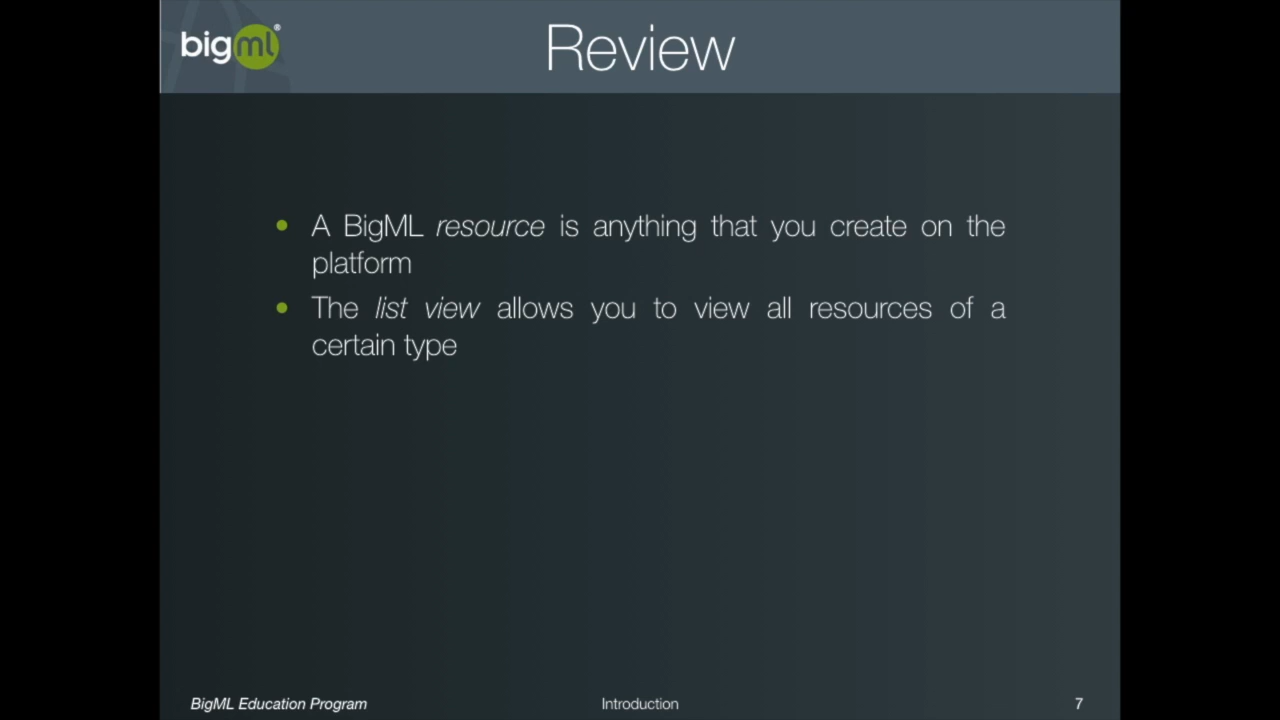 bigml®
Review
• A BigML resource is anything that you create on the
platform
• The list view allows you to view all resources of a
certain type
BigML Education Program
Introduction
7